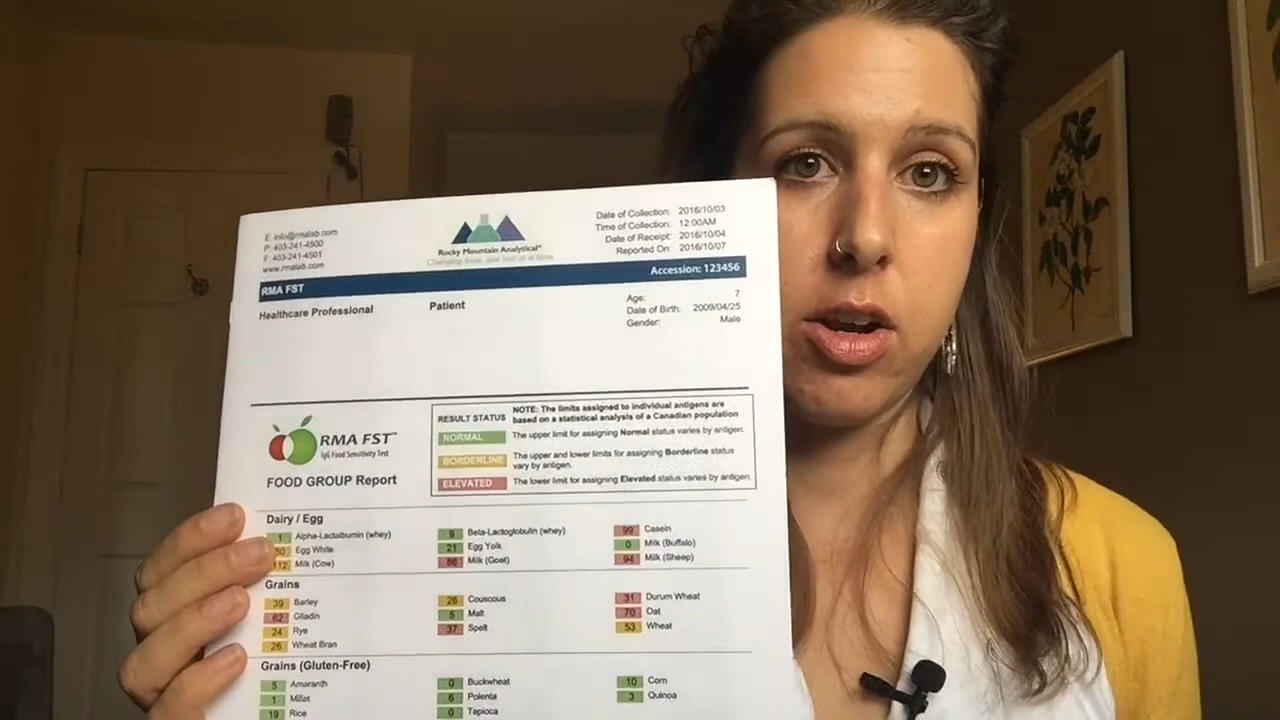 E: info@rmalab.com
P: 403-241-4500
F: 403-241-4501
www.rmalab.com
Rocky Mountain Analytical™
Changing lives, one test at a time
Date of Collection: 2016/10/03
Time of Collection: 12:00AM
Date of Receipt: 2016/10/04
Reported On: 2016/10/07
RMA FST Accession: 123456
Healthcare Professional Patient
Age: 7
Date of Birth: 2009/04/25
Gender: Male
RMA FST™
IgG Food Sensitivity Test
FOOD GROUP Report
RESULT STATUS
NOTE: The limits assigned to individual antigens are
based on a statistical analysis of a Canadian population
NORMAL The upper limit for assigning Normal status varies by antigen.
BORDERLINE The upper and lower limits for assigning Borderline status
vary by antigen.
ELEVATED The lower limit for assigning Elevated status varies by antigen.
Dairy / Egg
1 Alpha-Lactalbumin (whey) 9 Beta-Lactoglobulin (whey) 99 Casein
Egg White 21 Egg Yolk 0 Milk (Buffalo)
Milk (Cow) 86 Milk (Goat) 94 Milk (Sheep)
Grains
39 Barley 26 Couscous 31 Durum Wheat
62 Gliadin 5 Malt 70 Oat
24 Rye 37 Spelt 53 Wheat
26 Wheat Bran
Grains (Gluten-Free)
5 Amaranth 0 Buckwheat 10 Corn
1 Millet 6 Polenta 3 Quinoa
19 Rice 0 Tapioca